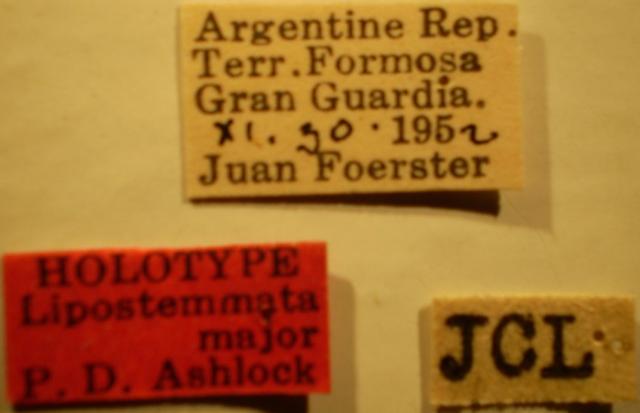 Argentine Rep.
Terr. Formosa
Gran Guardia.
XI. 30 · 1952
Juan Foerster
HOLOTYPE
Lipostemmata
major
P. D. Ashlock
JCL